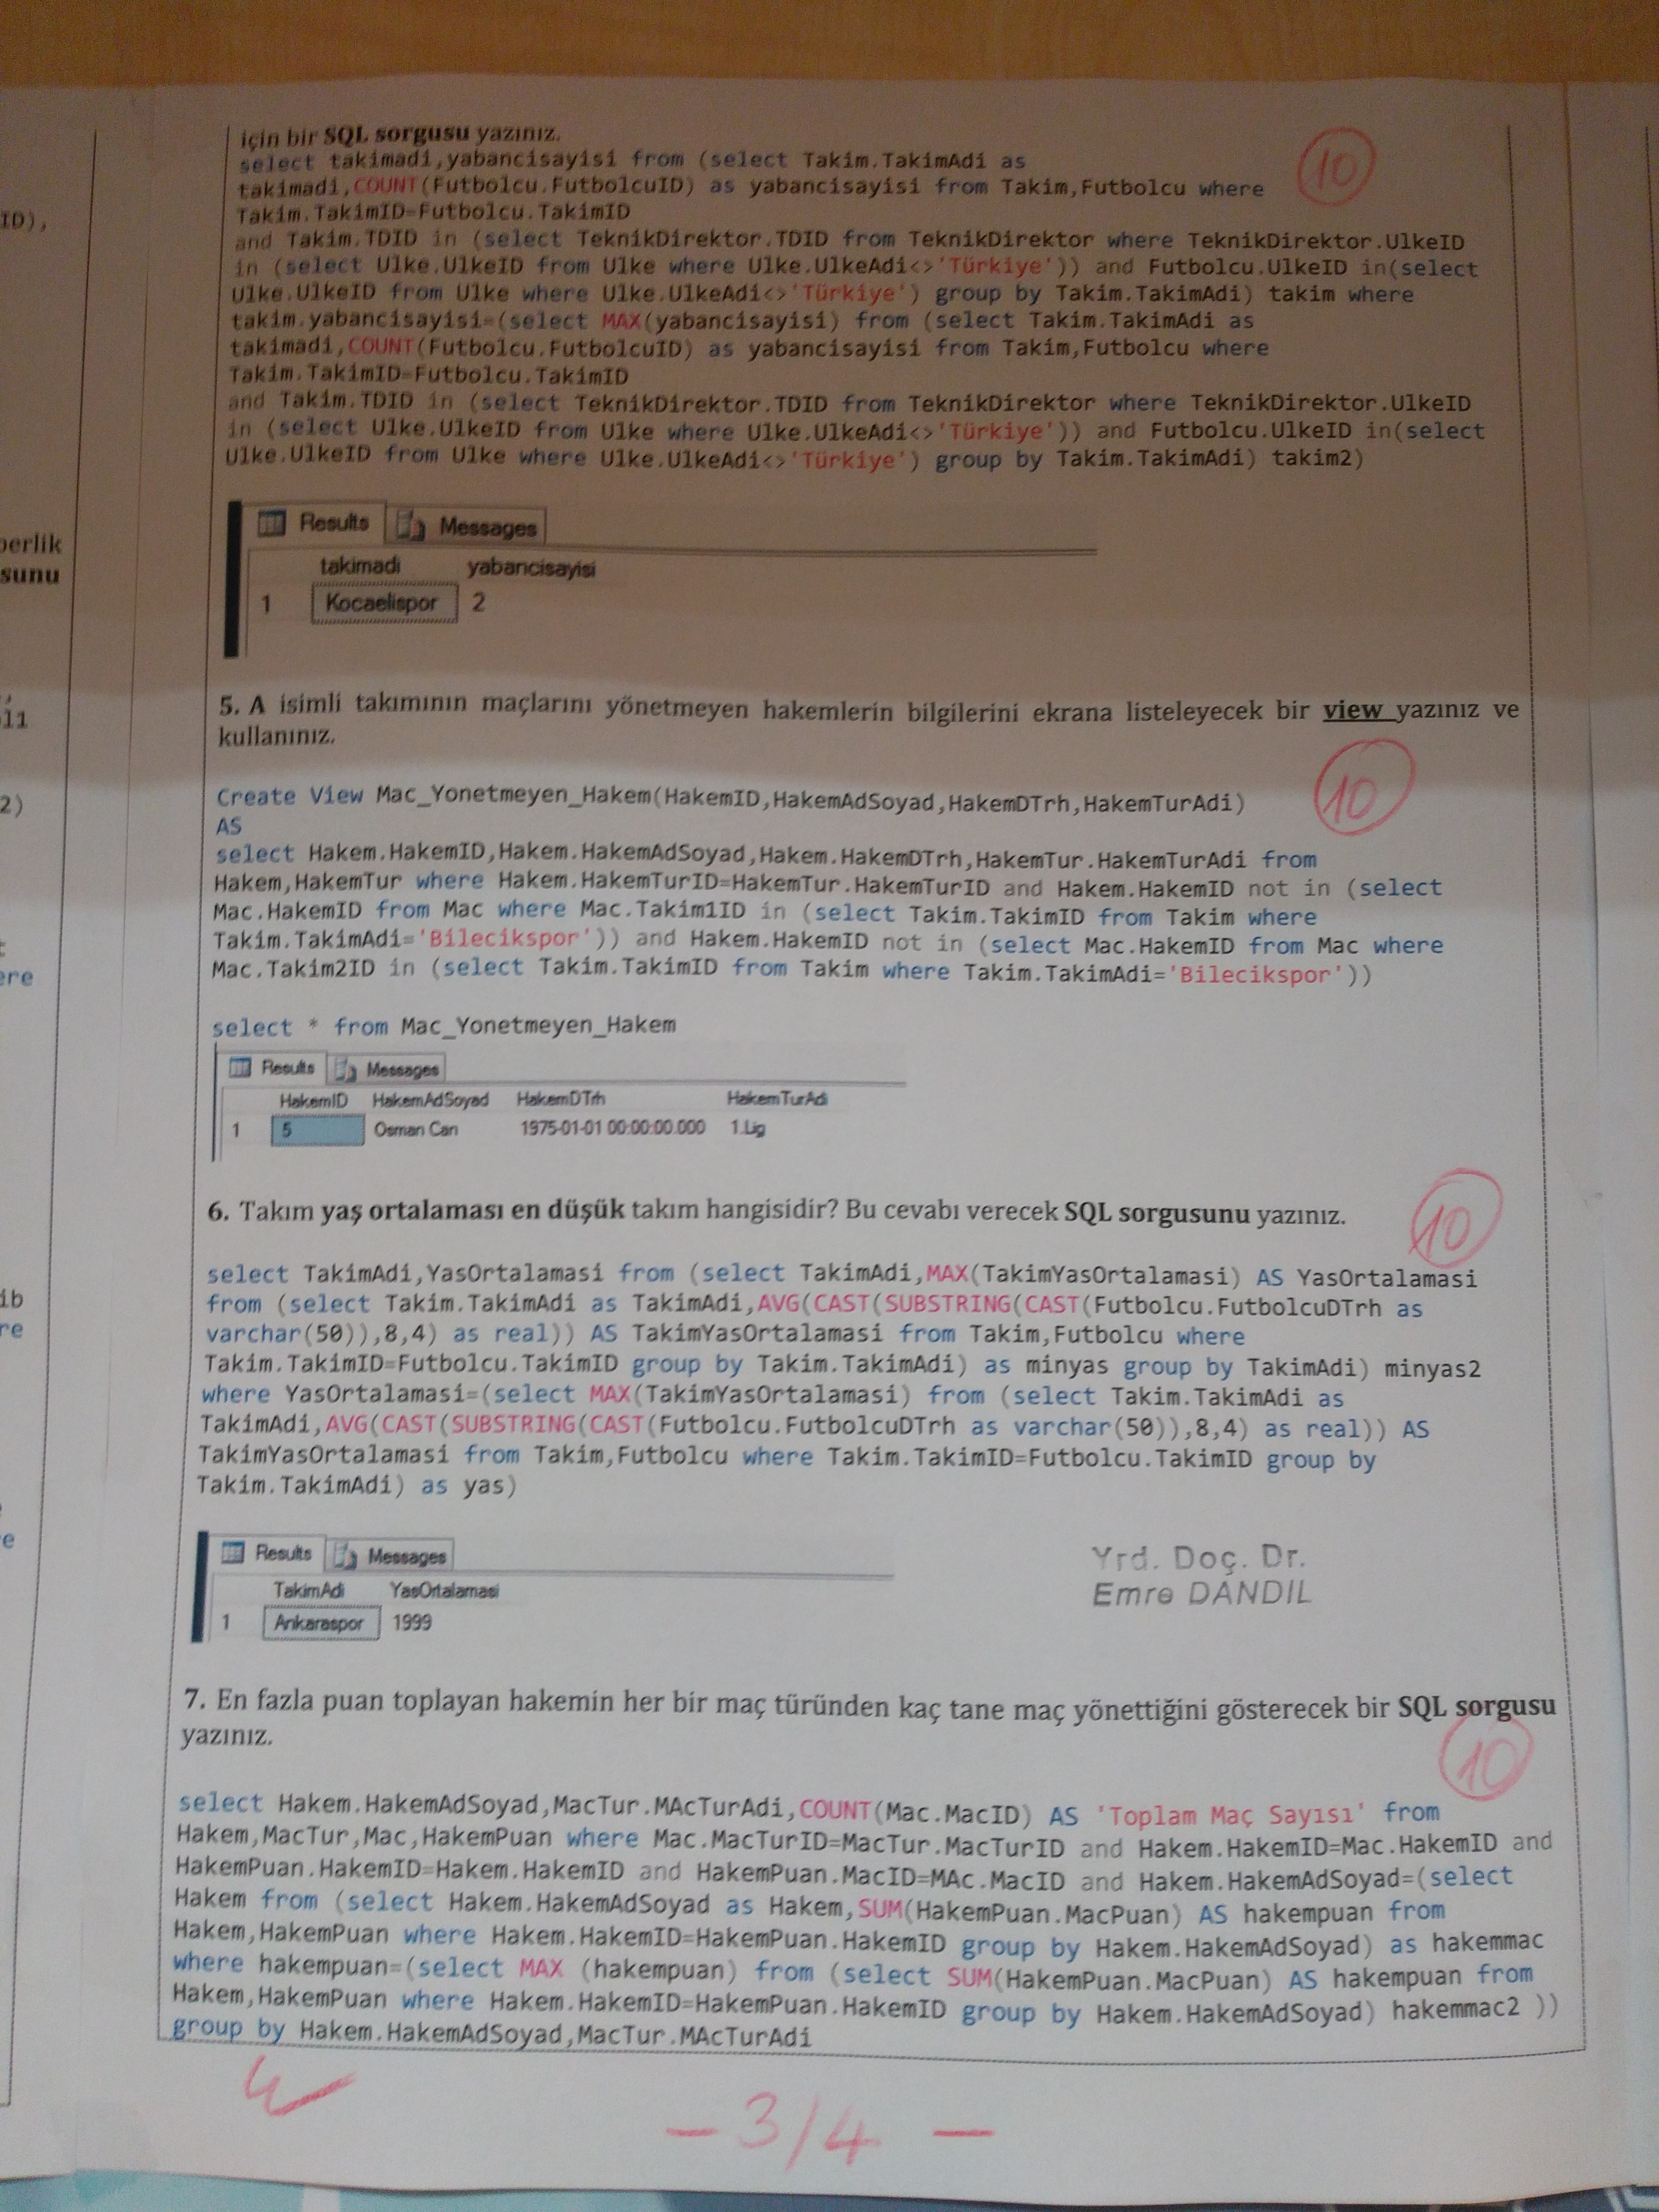 için bir SQL sorgusu yazınız.
select takimadi,yabancisayisi from (select Takim.TakimAdi as
takimadi,COUNT(Futbolcu.FutbolcuID) as yabancisayisi from Takim,Futbolcu where
Takim.TakimID=Futbolcu.TakimID
and Takim.TDID in (select TeknikDirektor.TDID from TeknikDirektor where TeknikDirektor.UlkeID
in (select Ulke.UlkeID from Ulke where Ulke.UlkeAdi<>'Türkiye')) and Futbolcu.UlkeID in(select
Ulke.UlkeID from Ulke where Ulke.UlkeAdi<>'Türkiye') group by Takim.TakimAdi) takim where
takim.yabancisayisi=(select MAX(yabancisayisi) from (select Takim.TakimAdi as
takimadi,COUNT(Futbolcu.FutbolcuID) as yabancisayisi from Takim,Futbolcu where
Takim.TakimID=Futbolcu.TakimID
and Takim.TDID in (select TeknikDirektor.TDID from TeknikDirektor where TeknikDirektor.UlkeID
in (select Ulke.UlkeID from Ulke where Ulke.UlkeAdi<>'Türkiye')) and Futbolcu.UlkeID in(select
Ulke.UlkeID from Ulke where Ulke.UlkeAdi<>'Türkiye') group by Takim.TakimAdi) takim2)
10
Results Messages
takimadi yabancisayisi
1 Kocaelispor 2
5. A isimli takımının maçlarını yönetmeyen hakemlerin bilgilerini ekrana listeleyecek bir view yazınız ve
kullanınız.
10
Create View Mac_Yonetmeyen_Hakem(HakemID,HakemAdSoyad,HakemDTrh,HakemTurAdi)
AS
select Hakem.HakemID,Hakem.HakemAdSoyad,Hakem.HakemDTrh,HakemTur.HakemTurAdi from
Hakem,HakemTur where Hakem.HakemTurID=HakemTur.HakemTurID and Hakem.HakemID not in (select
Mac.HakemID from Mac where Mac.Takim1ID in (select Takim.TakimID from Takim where
Takim.TakimAdi='Bilecikspor')) and Hakem.HakemID not in (select Mac.HakemID from Mac where
Mac.Takim2ID in (select Takim.TakimID from Takim where Takim.TakimAdi='Bilecikspor'))
select * from Mac_Yonetmeyen_Hakem
Results Messages
HakemID HakemAdSoyad HakemDTrh HakemTurAdi
1 5 Osman Can 1975-01-01 00:00:00.000 1.Lig
6. Takım yaş ortalaması en düşük takım hangisidir? Bu cevabı verecek SQL sorgusunu yazınız.
10
select TakimAdi,YasOrtalamasi from (select TakimAdi,MAX(TakimYasOrtalamasi) AS YasOrtalamasi
from (select Takim.TakimAdi as TakimAdi,AVG(CAST(SUBSTRING(CAST(Futbolcu.FutbolcuDTrh as
varchar(50)),8,4) as real)) AS TakimYasOrtalamasi from Takim,Futbolcu where
Takim.TakimID=Futbolcu.TakimID group by Takim.TakimAdi) as minyas group by TakimAdi) minyas2
where YasOrtalamasi=(select MAX(TakimYasOrtalamasi) from (select Takim.TakimAdi as
TakimAdi,AVG(CAST(SUBSTRING(CAST(Futbolcu.FutbolcuDTrh as varchar(50)),8,4) as real)) AS
TakimYasOrtalamasi from Takim,Futbolcu where Takim.TakimID=Futbolcu.TakimID group by
Takim.TakimAdi) as yas)
Results Messages
TakimAdi YasOrtalamasi
1 Ankaraspor 1999
Yrd. Doç. Dr.
Emre DANDIL
7. En fazla puan toplayan hakemin her bir maç türünden kaç tane maç yönettiğini gösterecek bir SQL sorgusu
yazınız.
10
select Hakem.HakemAdSoyad,MacTur.MAcTurAdi,COUNT(Mac.MacID) AS 'Toplam Maç Sayısı' from
Hakem,MacTur,Mac,HakemPuan where Mac.MacTurID=MacTur.MacTurID and Hakem.HakemID=Mac.HakemID and
HakemPuan.HakemID=Hakem.HakemID and HakemPuan.MacID=MAc.MacID and Hakem.HakemAdSoyad=(select
Hakem from (select Hakem.HakemAdSoyad as Hakem,SUM(HakemPuan.MacPuan) AS hakempuan from
Hakem,HakemPuan where Hakem.HakemID=HakemPuan.HakemID group by Hakem.HakemAdSoyad) as hakemmac
where hakempuan=(select MAX (hakempuan) from (select SUM(HakemPuan.MacPuan) AS hakempuan from
Hakem,HakemPuan where Hakem.HakemID=HakemPuan.HakemID group by Hakem.HakemAdSoyad) hakemmac2 ))
group by Hakem.HakemAdSoyad,MacTur.MAcTurAdi
- 3/4 -